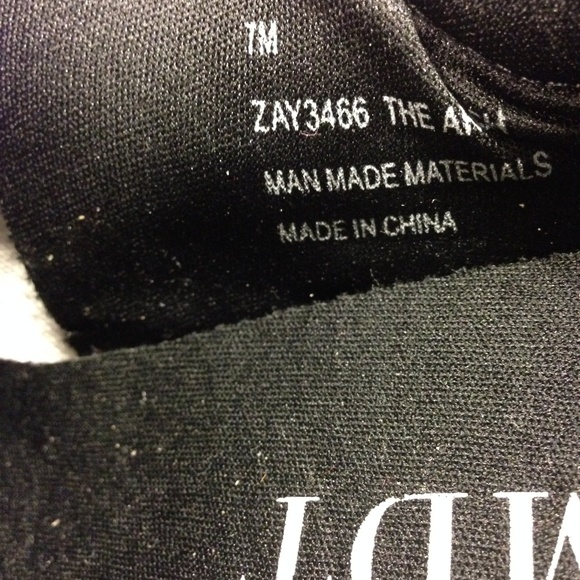 7M
ZAY3466 THE
MAN MADE MATERIALS
MADE IN CHINA